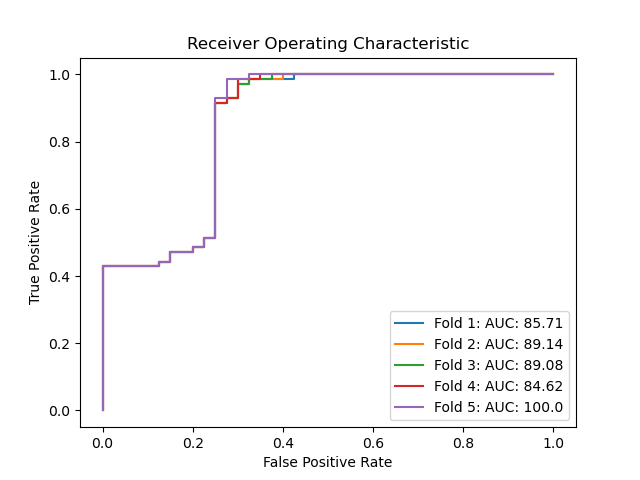 Receiver Operating Characteristic
True Positive Rate
1.0
0.8
0.6
0.4
0.2
0.0
Fold 1: AUC: 85.71
Fold 2: AUC: 89.14
Fold 3: AUC: 89.08
Fold 4: AUC: 84.62
Fold 5: AUC: 100.0
0.0 0.2 0.4 0.6 0.8 1.0
False Positive Rate